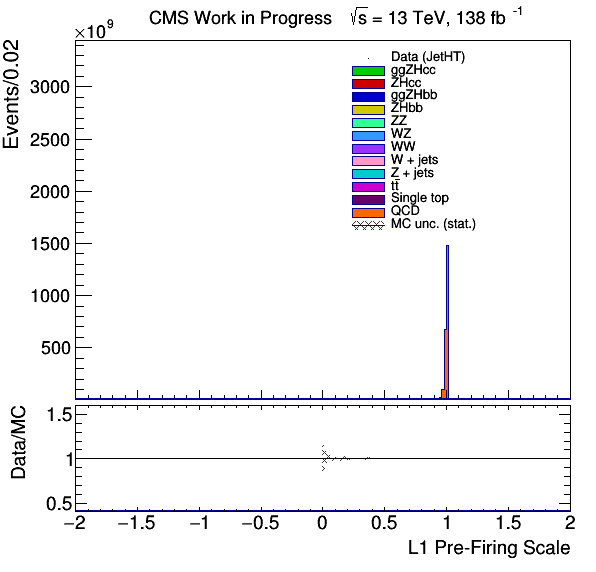 CMS Work in Progress √s = 13 TeV, 138 fb⁻¹
×10⁹
Events/0.02
3000
2500
2000
1500
1000
500
Data (JetHT)
ggZHcc
ZHcc
ggZHbb
ZHbb
ZZ
WZ
WW
W + jets
Z + jets
tt̄
Single top
QCD
MC unc. (stat.)
Data/MC
1.5
1
0.5
−2 −1.5 −1 −0.5 0 0.5 1 1.5 2
L1 Pre-Firing Scale